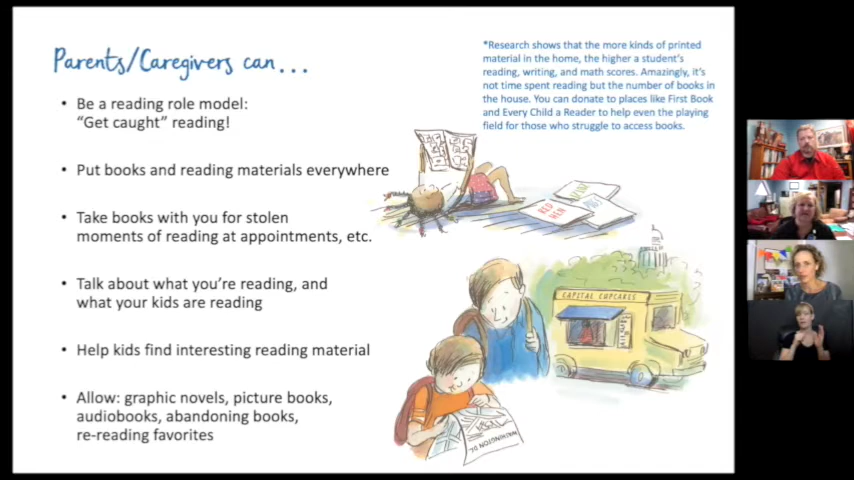 Parents/Caregivers can...
• Be a reading role model:
"Get caught" reading!
• Put books and reading materials everywhere
• Take books with you for stolen
moments of reading at appointments, etc.
• Talk about what you're reading, and
what your kids are reading
• Help kids find interesting reading material
• Allow: graphic novels, picture books,
audiobooks, abandoning books,
re-reading favorites
*Research shows that the more kinds of printed
material in the home, the higher a student's
reading, writing, and math scores. Amazingly, it's
not time spent reading but the number of books in
the house. You can donate to places like First Book
and Every Child a Reader to help even the playing
field for those who struggle to access books.
RED
HEN
CAPITAL CUPCAKES
WASHINGTON DC